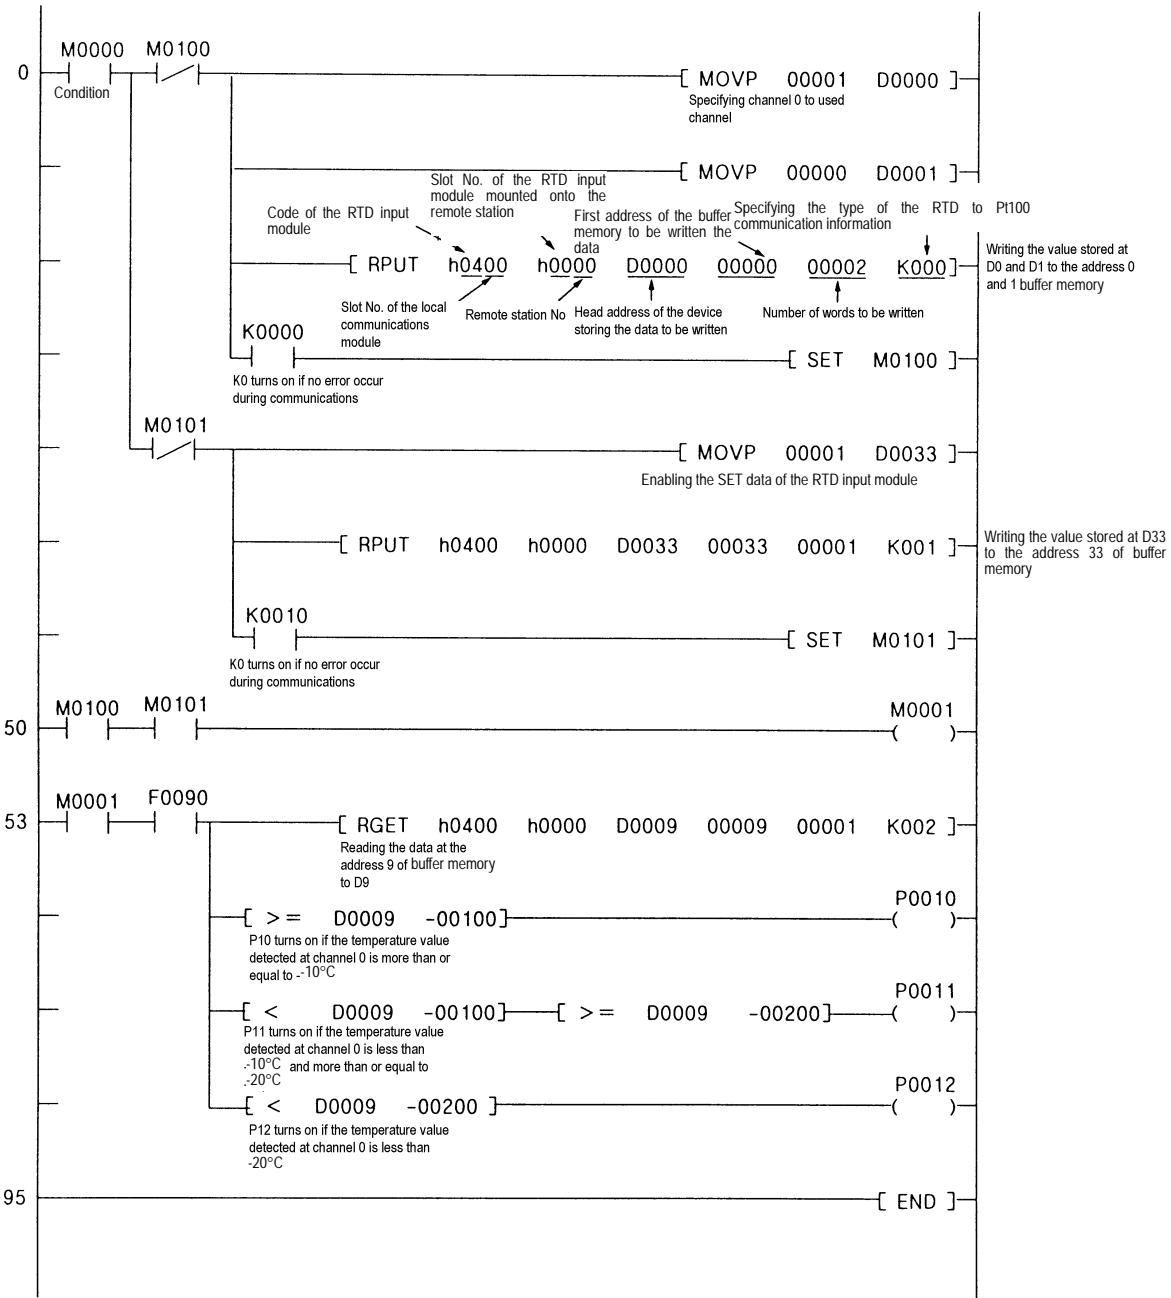 M0000 M0100
0 [ MOVP 00001 D0000 ]
Condition
Specifying channel 0 to used
channel
[ MOVP 00000 D0001 ]
Slot No. of the RTD input
module mounted onto the
remote station
Code of the RTD input
module
First address of the buffer
memory to be written the
data
Specifying the type of the RTD to Pt100
communication information
[ RPUT h0400 h0000 D0000 00000 00002 K000 ]
Writing the value stored at
D0 and D1 to the address 0
and 1 buffer memory
Slot No. of the local
communications
module
Remote station No
Head address of the device
storing the data to be written
Number of words to be written
K0000
[ SET M0100 ]
K0 turns on if no error occur
during communications
M0101
[ MOVP 00001 D0033 ]
Enabling the SET data of the RTD input module
[ RPUT h0400 h0000 D0033 00033 00001 K001 ]
Writing the value stored at D33
to the address 33 of buffer
memory
K0010
[ SET M0101 ]
K0 turns on if no error occur
during communications
M0100 M0101 M0001
50 ( )
M0001 F0090
53 [ RGET h0400 h0000 D0009 00009 00001 K002 ]
Reading the data at the
address 9 of buffer memory
to D9
P0010
[ >= D0009 -00100 ] ( )
P10 turns on if the temperature value
detected at channel 0 is more than or
equal to --10°C
P0011
[ < D0009 -00100 ] [ >= D0009 -00200 ] ( )
P11 turns on if the temperature value
detected at channel 0 is less than
.-10°C and more than or equal to
.-20°C
P0012
[ < D0009 -00200 ] ( )
P12 turns on if the temperature value
detected at channel 0 is less than
-20°C
95 [ END ]